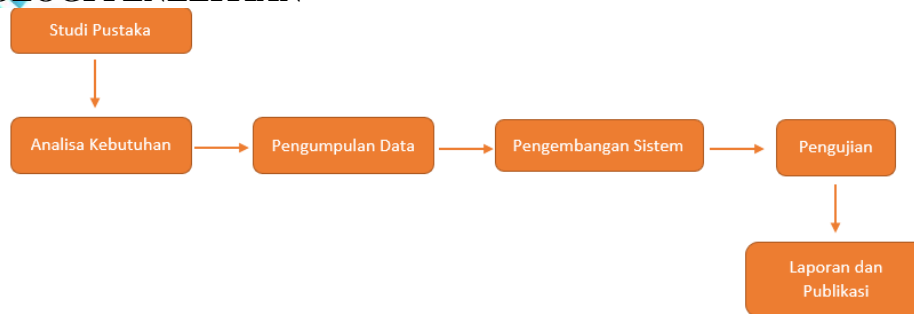 Studi Pustaka
Analisa Kebutuhan
Pengumpulan Data
Pengembangan Sistem
Pengujian
Laporan dan
Publikasi